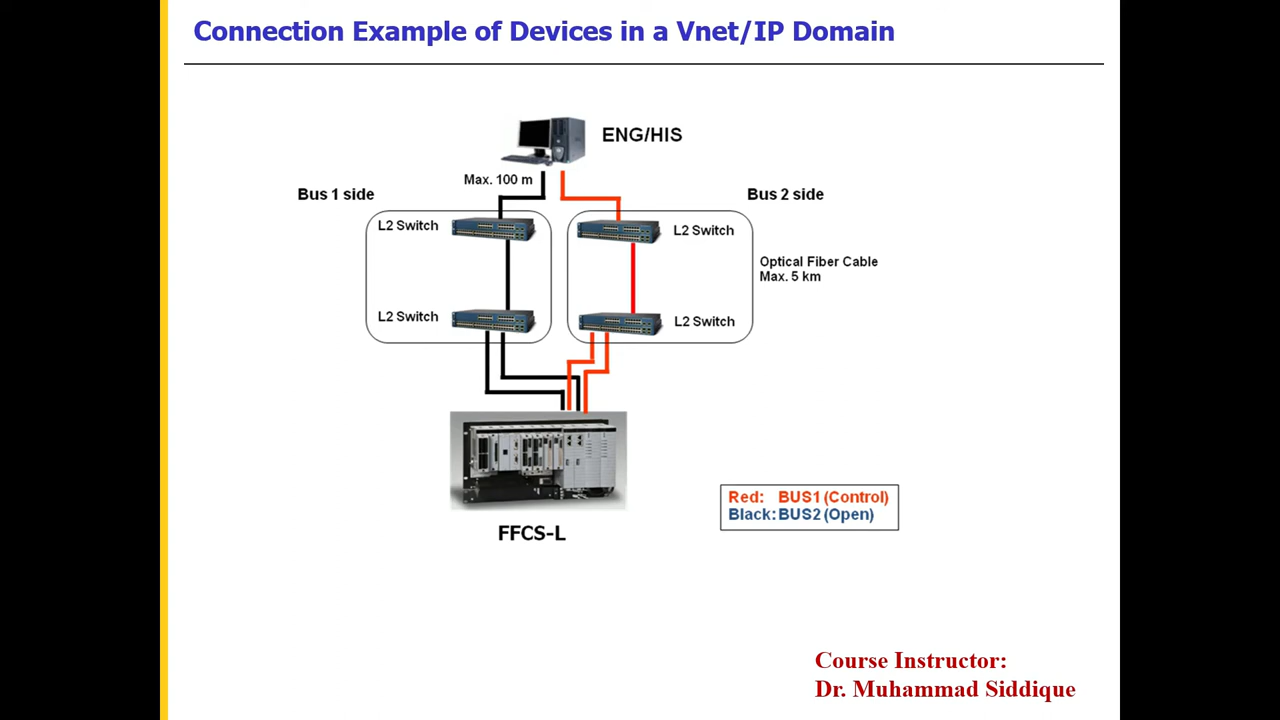 Connection Example of Devices in a Vnet/IP Domain
ENG/HIS
Max. 100 m
Bus 1 side
Bus 2 side
L2 Switch
L2 Switch
Optical Fiber Cable
Max. 5 km
L2 Switch
L2 Switch
Red: BUS1 (Control)
Black: BUS2 (Open)
FFCS-L
Course Instructor:
Dr. Muhammad Siddique